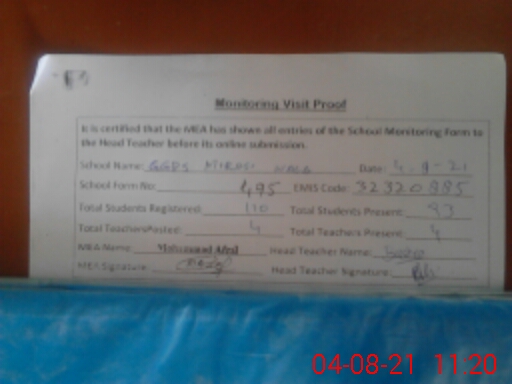 Monitoring Visit Proof
It is certified that the MEA has shown all entries of the School Monitoring Form to
the Head Teacher before its online submission.
School Name: GGPS Date:
School Form No: 495 EMIS Code: 32320885
Total Students Registered: 110 Total Students Present: 93
Total TeachersPosted: 4 Total Teachers Present: 4
MEA Name: Mohammad Afzal Head Teacher Name:
MEA Signature: Head Teacher Signature:
04-08-21 11:20